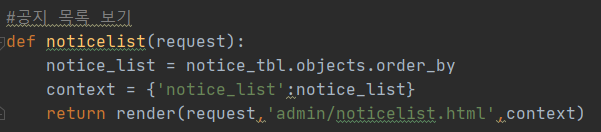 #공지 목록 보기
def noticelist(request):
    notice_list = notice_tbl.objects.order_by
    context = {'notice_list':notice_list}
    return render(request,'admin/noticelist.html',context)